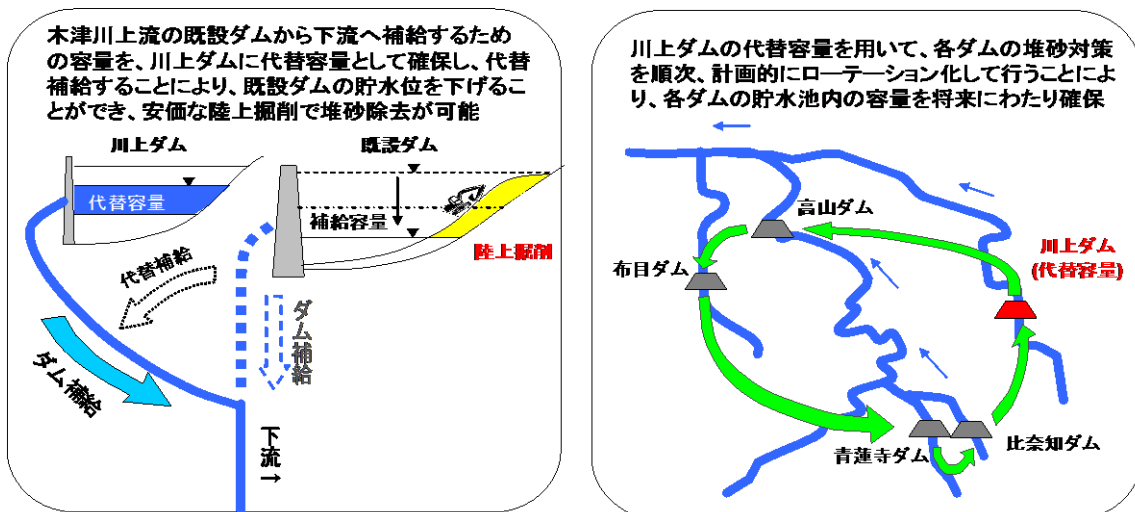 木津川上流の既設ダムから下流へ補給するため
の容量を、川上ダムに代替容量として確保し、代替
補給することにより、既設ダムの貯水位を下げるこ
とができ、安価な陸上掘削で堆砂除去が可能
川上ダム
既設ダム
代替容量
補給容量
陸上掘削
代替補給
ダム補給
ダム補給
下流→
川上ダムの代替容量を用いて、各ダムの堆砂対策
を順次、計画的にローテーション化して行うことによ
り、各ダムの貯水池内の容量を将来にわたり確保
高山ダム
川上ダム
(代替容量)
布目ダム
青蓮寺ダム
比奈知ダム